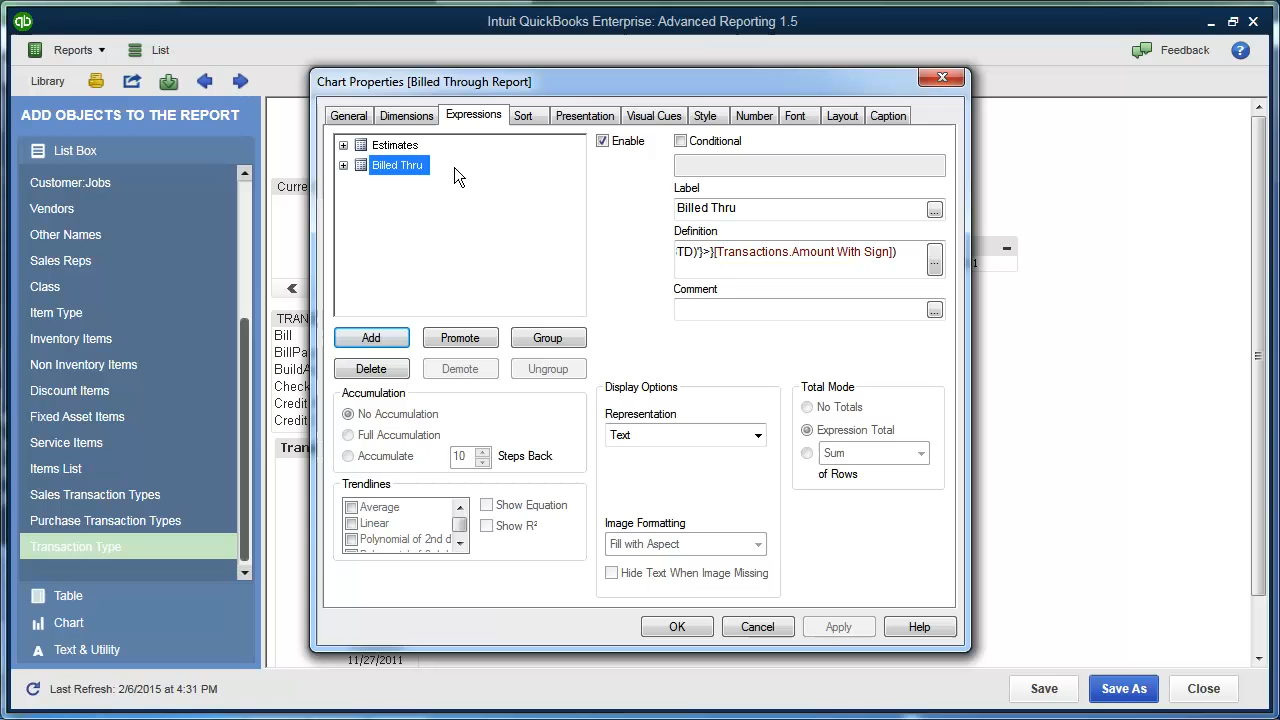 Intuit QuickBooks Enterprise: Advanced Reporting 1.5
Reports
List
Feedback
Library
ADD OBJECTS TO THE REPORT
List Box
Customer:Jobs
Vendors
Other Names
Sales Reps
Class
Item Type
Inventory Items
Non Inventory Items
Discount Items
Fixed Asset Items
Service Items
Items List
Sales Transaction Types
Purchase Transaction Types
Transaction Type
Table
Chart
Text & Utility
Last Refresh: 2/6/2015 at 4:31 PM
Save
Save As
Close
Curre
TRAN
Bill
BillPa
BuildA
Check
Credit
Credit
Tran
11/27/2011
1
Chart Properties [Billed Through Report]
General
Dimensions
Expressions
Sort
Presentation
Visual Cues
Style
Number
Font
Layout
Caption
Estimates
Billed Thru
Enable
Conditional
Label
Billed Thru
...
Definition
TD)'}>}[Transactions.Amount With Sign])
...
Comment
...
Add
Promote
Group
Delete
Demote
Ungroup
Accumulation
No Accumulation
Full Accumulation
Accumulate
10
Steps Back
Trendlines
Average
Linear
Polynomial of 2nd d
Show Equation
Show R²
Display Options
Representation
Text
Image Formatting
Fill with Aspect
Hide Text When Image Missing
Total Mode
No Totals
Expression Total
Sum
of Rows
OK
Cancel
Apply
Help